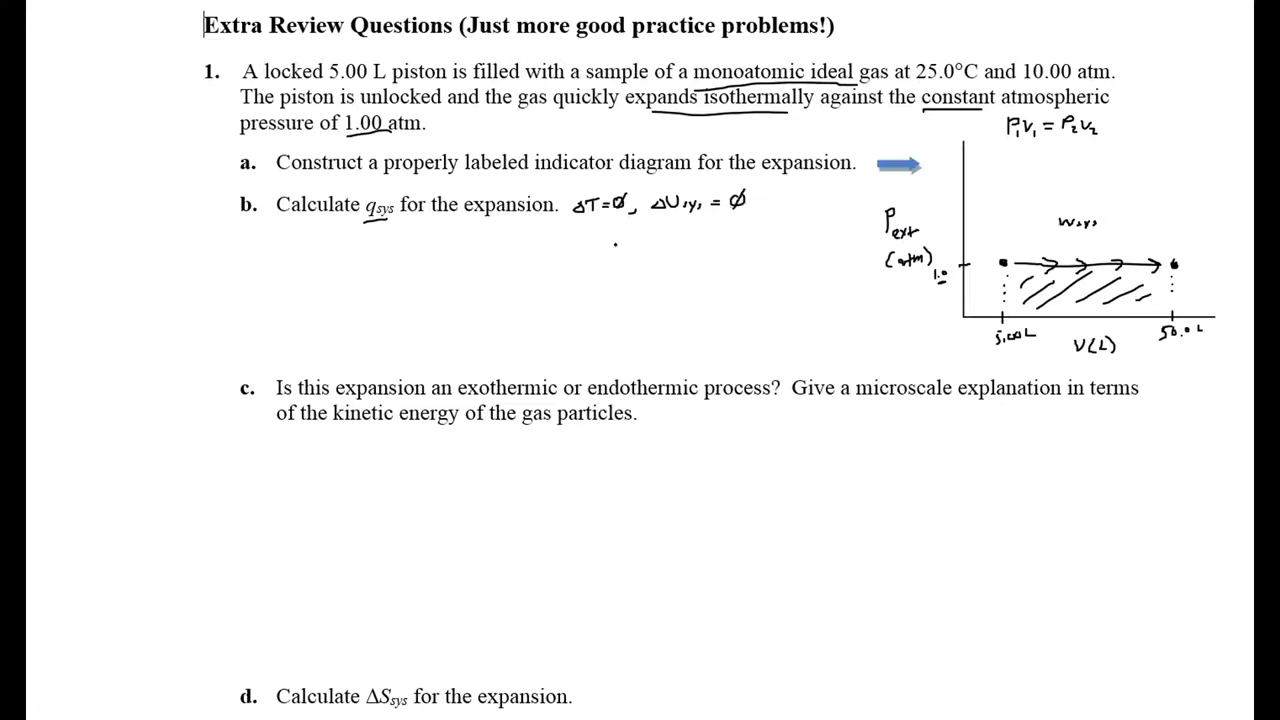 Extra Review Questions (Just more good practice problems!)
1. A locked 5.00 L piston is filled with a sample of a monoatomic ideal gas at 25.0°C and 10.00 atm.
The piston is unlocked and the gas quickly expands isothermally against the constant atmospheric
pressure of 1.00 atm.
P₁V₁ = P₂V₂
a. Construct a properly labeled indicator diagram for the expansion.
b. Calculate qsys for the expansion. ΔT=∅, ΔUsys = ∅
Pext
(atm)
wsys
1.0
5.00L
50.0 L
V(L)
c. Is this expansion an exothermic or endothermic process? Give a microscale explanation in terms
of the kinetic energy of the gas particles.
d. Calculate ΔSsys for the expansion.